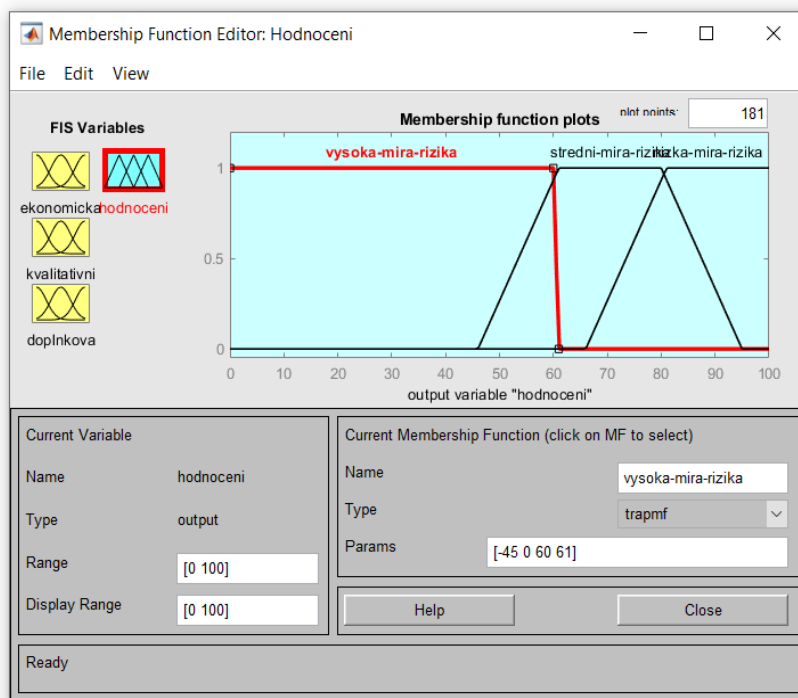 Membership Function Editor: Hodnoceni
File Edit View
FIS Variables
ekonomicka
hodnoceni
kvalitativni
doplnkova
Membership function plots
plot points:
181
vysoka-mira-rizika
stredni-mira-rizika
nizka-mira-rizika
1
0.5
0
0 10 20 30 40 50 60 70 80 90 100
output variable "hodnoceni"
Current Variable
Name hodnoceni
Type output
Range [0 100]
Display Range [0 100]
Current Membership Function (click on MF to select)
Name vysoka-mira-rizika
Type trapmf
Params [-45 0 60 61]
Help Close
Ready